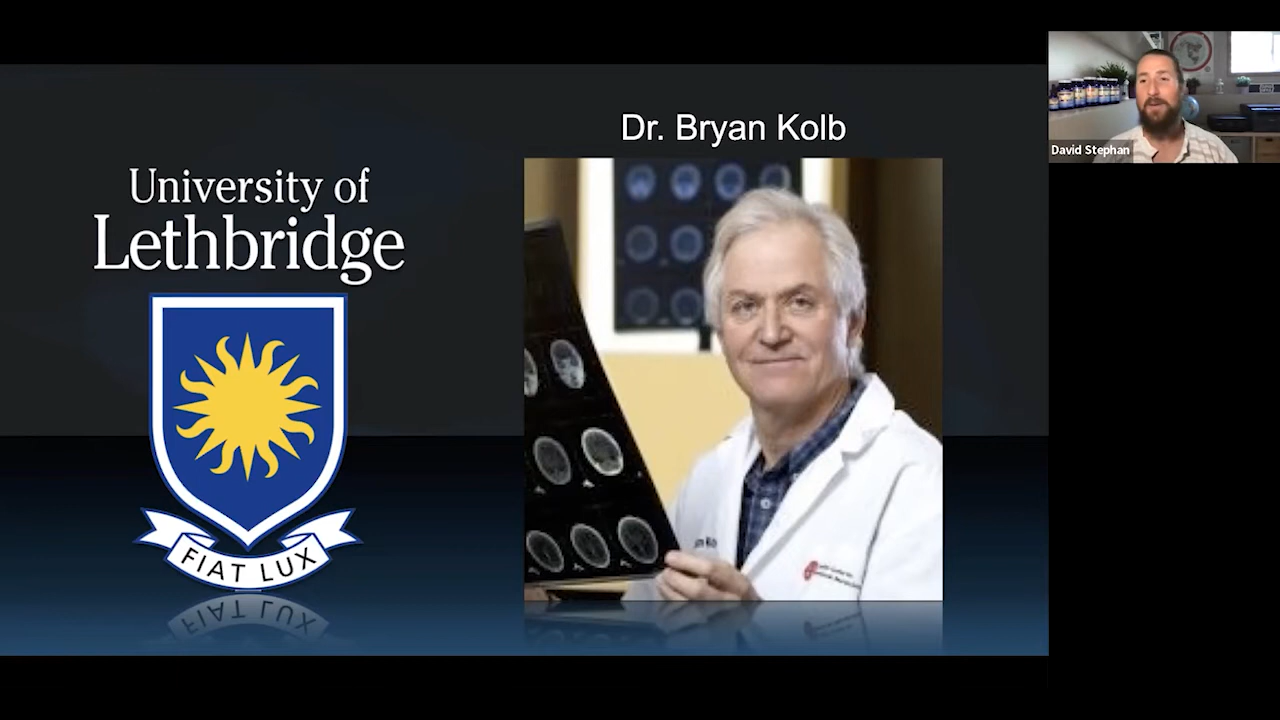 Dr. Bryan Kolb
University of
Lethbridge
FIAT LUX
David Stephan